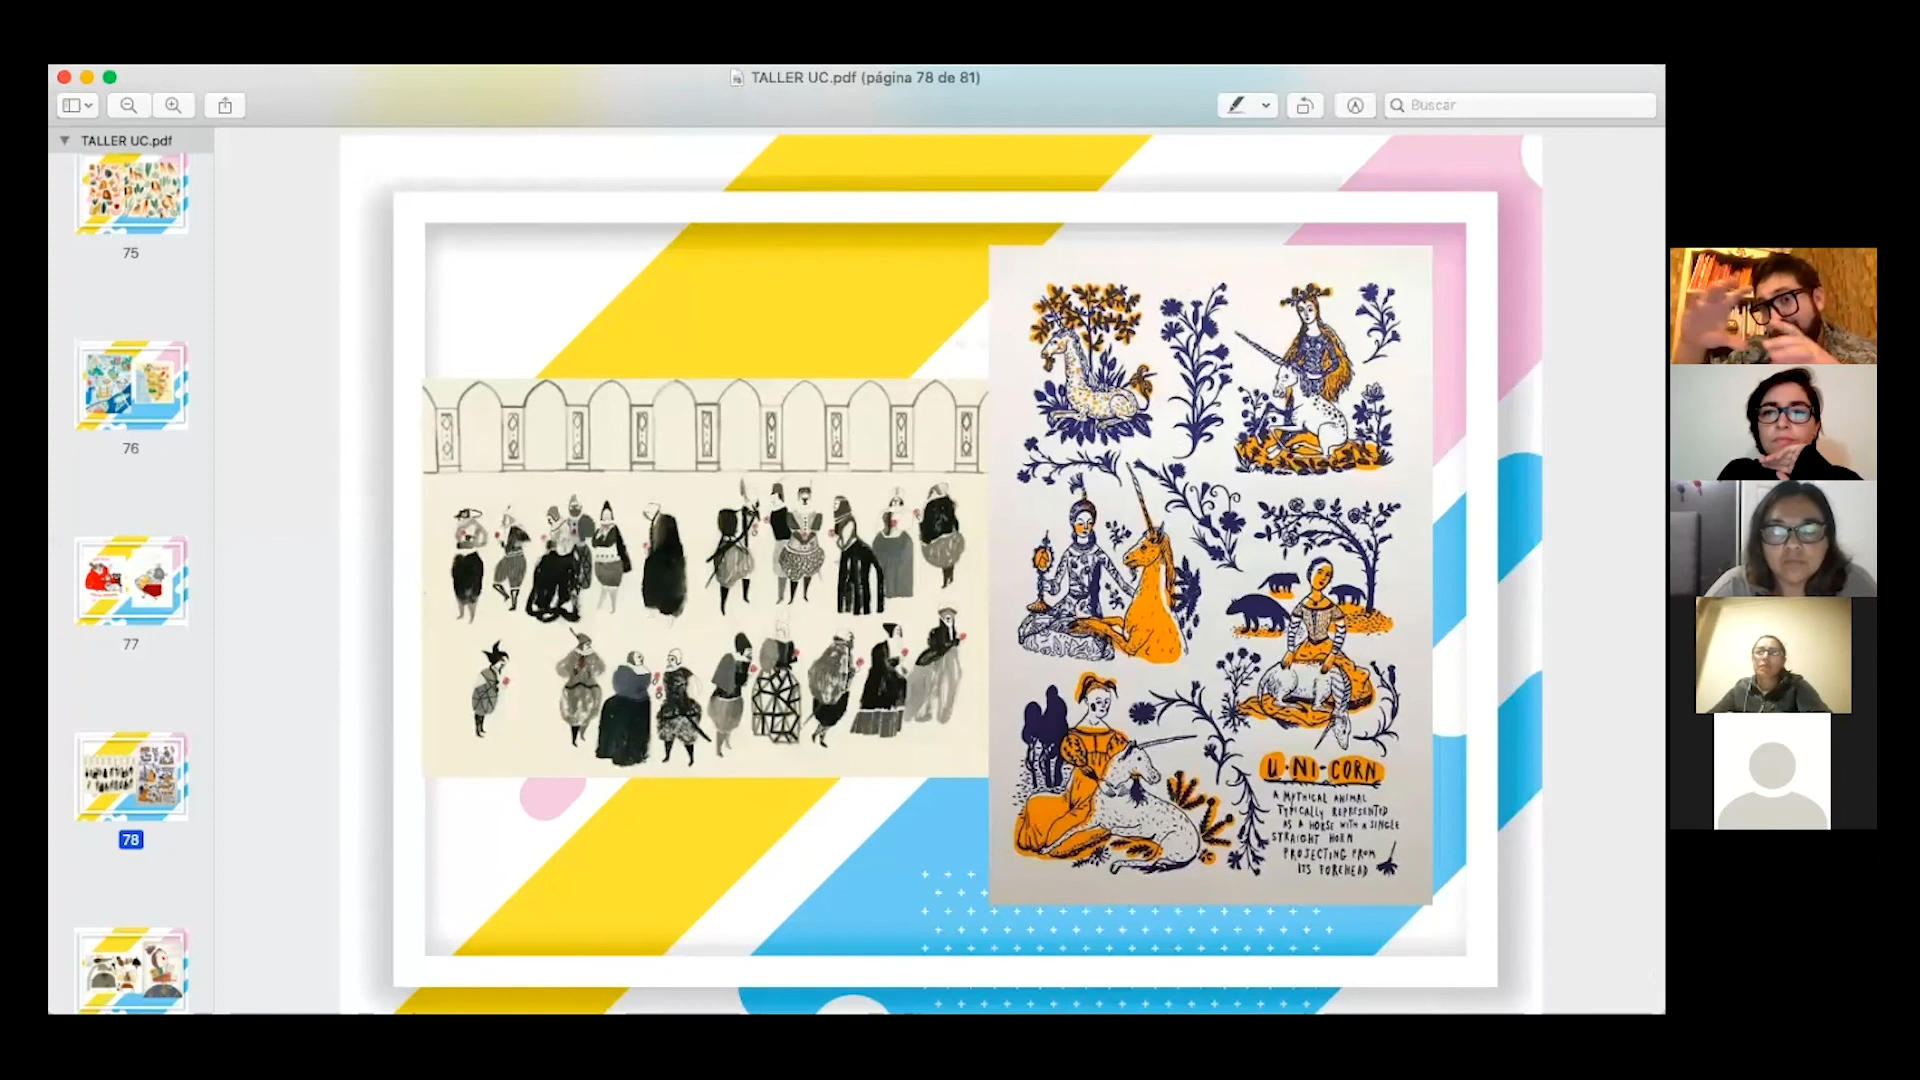 TALLER UC.pdf (página 78 de 81)
Buscar
TALLER UC.pdf
75
76
77
78
U·NI·CORN
A MYTHICAL ANIMAL
TYPICALLY REPRESENTED
AS A HORSE WITH A SINGLE
STRAIGHT HORN
PROJECTING FROM
ITS FOREHEAD